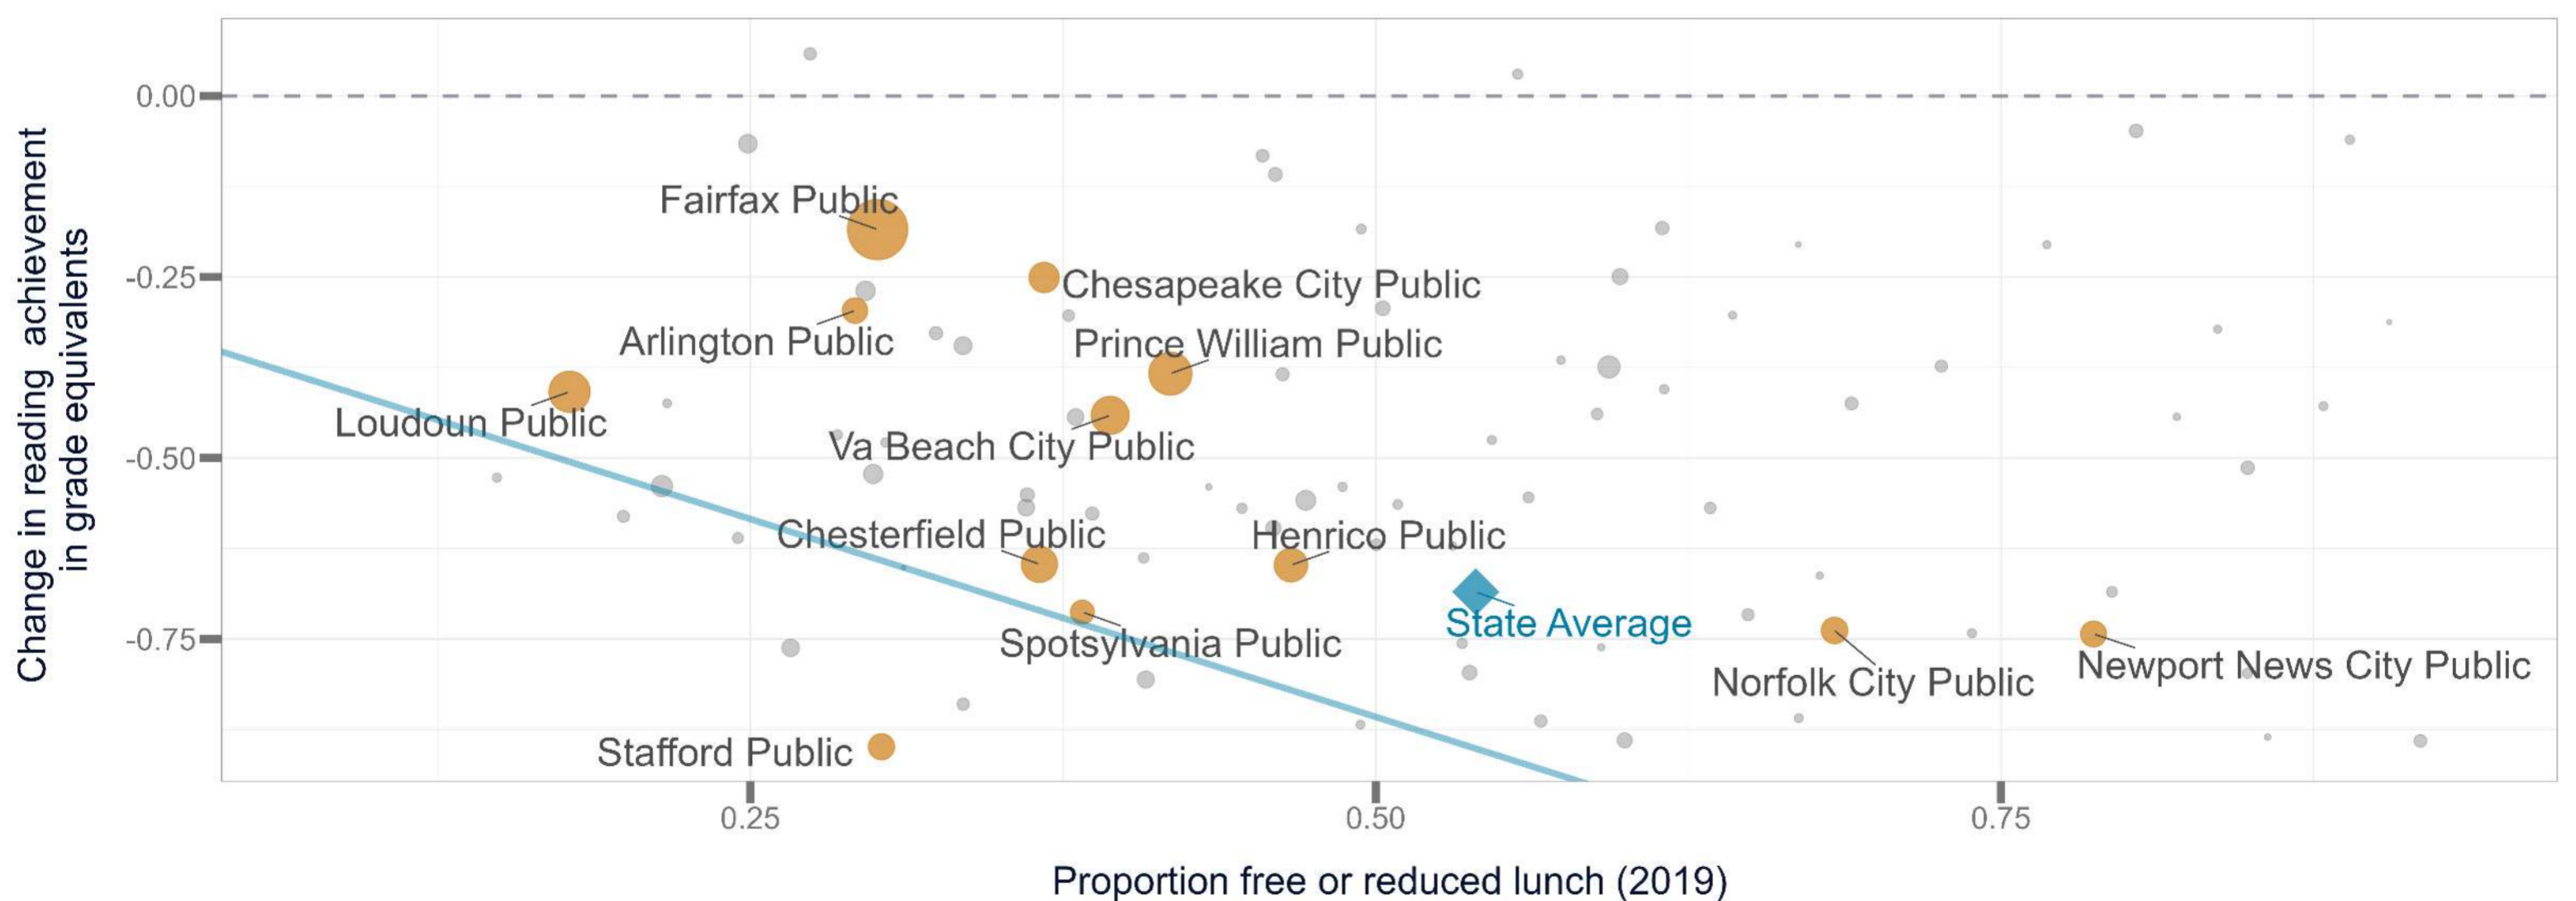 Change in reading achievement
in grade equivalents
0.00
-0.25
-0.50
-0.75
Fairfax Public
Chesapeake City Public
Arlington Public
Prince William Public
Loudoun Public
Va Beach City Public
Chesterfield Public
Henrico Public
State Average
Spotsylvania Public
Newport News City Public
Norfolk City Public
Stafford Public
0.25
0.50
0.75
Proportion free or reduced lunch (2019)